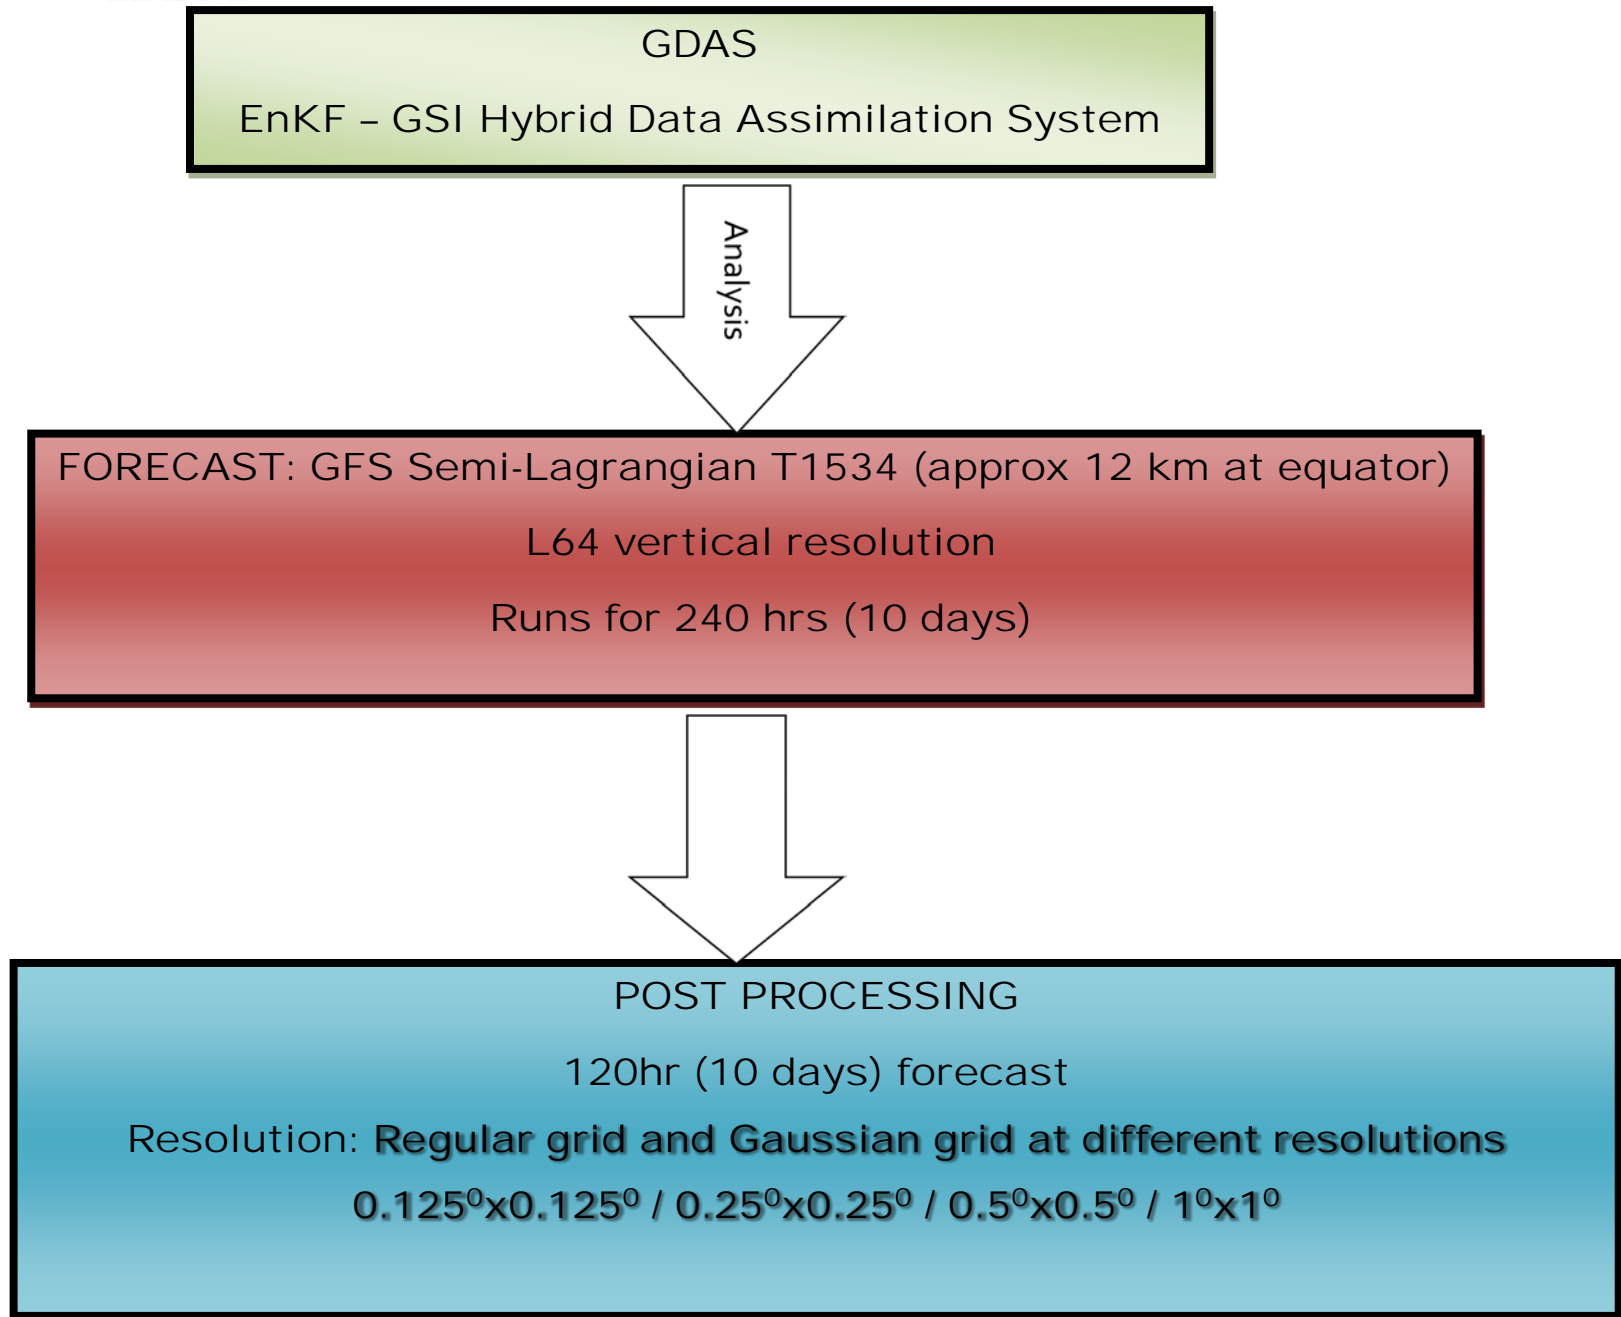 GDAS
EnKF – GSI Hybrid Data Assimilation System
Analysis
FORECAST: GFS Semi-Lagrangian T1534 (approx 12 km at equator)
L64 vertical resolution
Runs for 240 hrs (10 days)
POST PROCESSING
120hr (10 days) forecast
Resolution: Regular grid and Gaussian grid at different resolutions
0.125⁰x0.125⁰ / 0.25⁰x0.25⁰ / 0.5⁰x0.5⁰ / 1⁰x1⁰